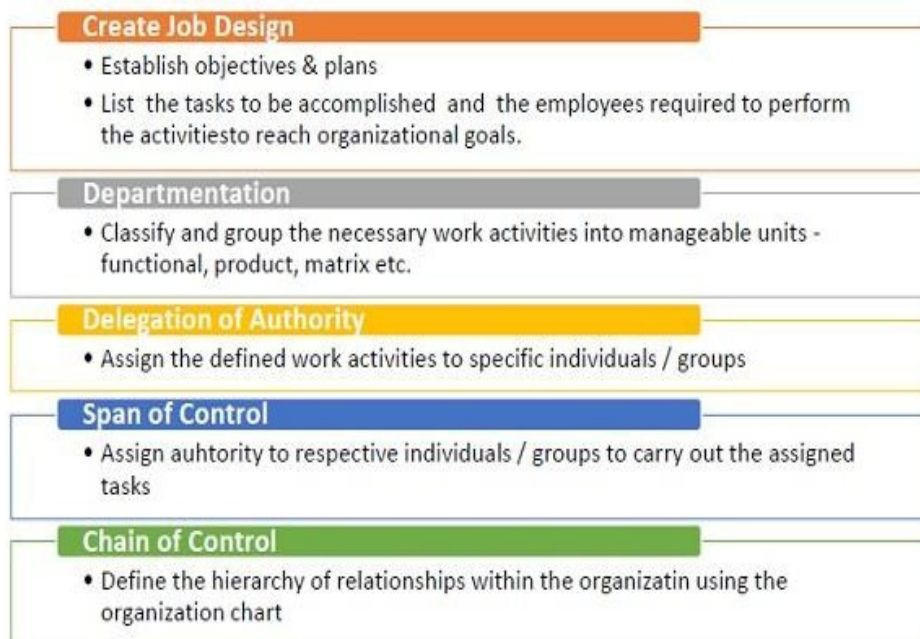 Create Job Design
• Establish objectives & plans
• List the tasks to be accomplished and the employees required to perform
the activitiesto reach organizational goals.
Departmentation
• Classify and group the necessary work activities into manageable units -
functional, product, matrix etc.
Delegation of Authority
• Assign the defined work activities to specific individuals / groups
Span of Control
• Assign auhtority to respective individuals / groups to carry out the assigned
tasks
Chain of Control
• Define the hierarchy of relationships within the organizatin using the
organization chart